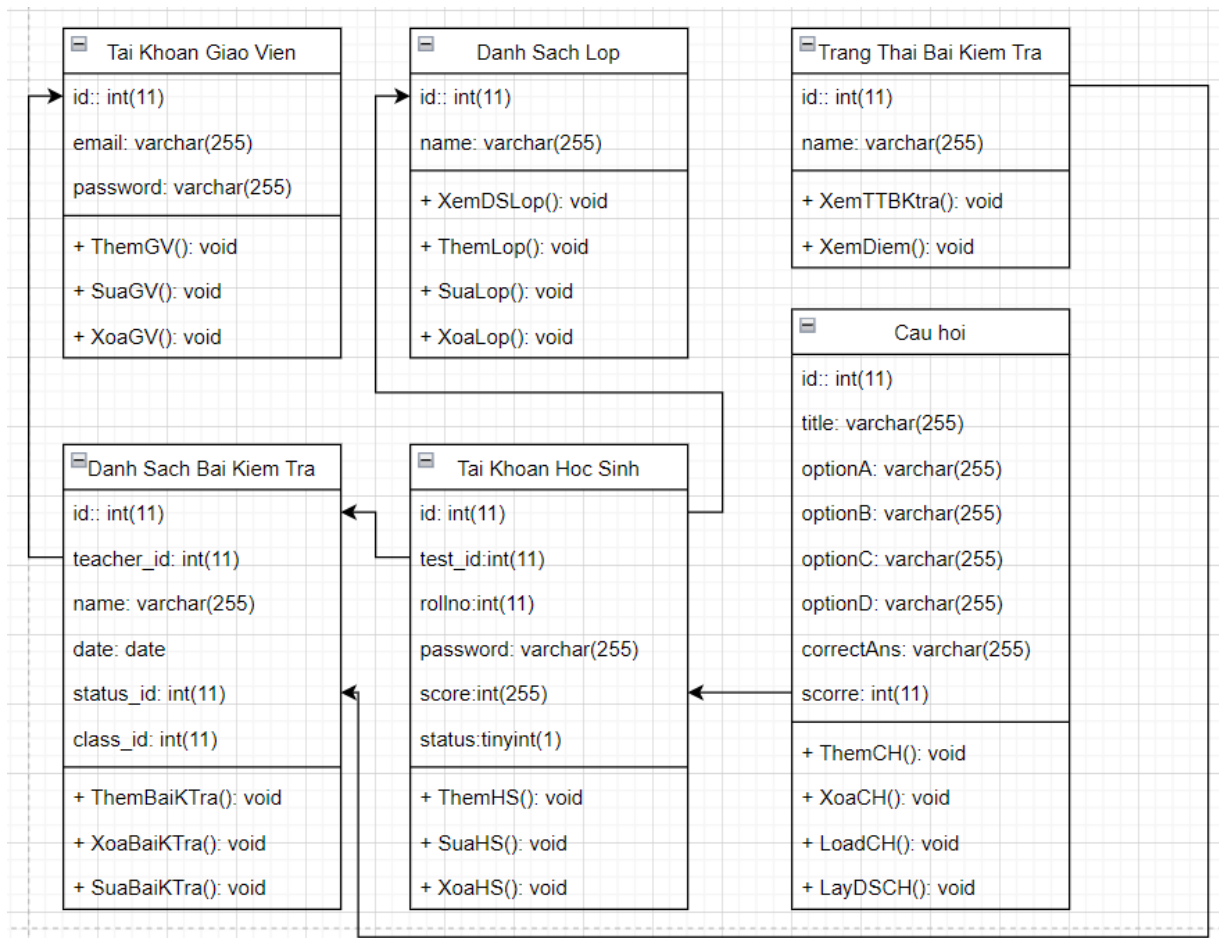 Tai Khoan Giao Vien
id:: int(11)
email: varchar(255)
password: varchar(255)
+ ThemGV(): void
+ SuaGV(): void
+ XoaGV(): void
Danh Sach Lop
id:: int(11)
name: varchar(255)
+ XemDSLop(): void
+ ThemLop(): void
+ SuaLop(): void
+ XoaLop(): void
Trang Thai Bai Kiem Tra
id:: int(11)
name: varchar(255)
+ XemTTBKtra(): void
+ XemDiem(): void
Danh Sach Bai Kiem Tra
id:: int(11)
teacher_id: int(11)
name: varchar(255)
date: date
status_id: int(11)
class_id: int(11)
+ ThemBaiKTra(): void
+ XoaBaiKTra(): void
+ SuaBaiKTra(): void
Tai Khoan Hoc Sinh
id: int(11)
test_id:int(11)
rollno:int(11)
password: varchar(255)
score:int(255)
status:tinyint(1)
+ ThemHS(): void
+ SuaHS(): void
+ XoaHS(): void
Cau hoi
id:: int(11)
title: varchar(255)
optionA: varchar(255)
optionB: varchar(255)
optionC: varchar(255)
optionD: varchar(255)
correctAns: varchar(255)
scorre: int(11)
+ ThemCH(): void
+ XoaCH(): void
+ LoadCH(): void
+ LayDSCH(): void